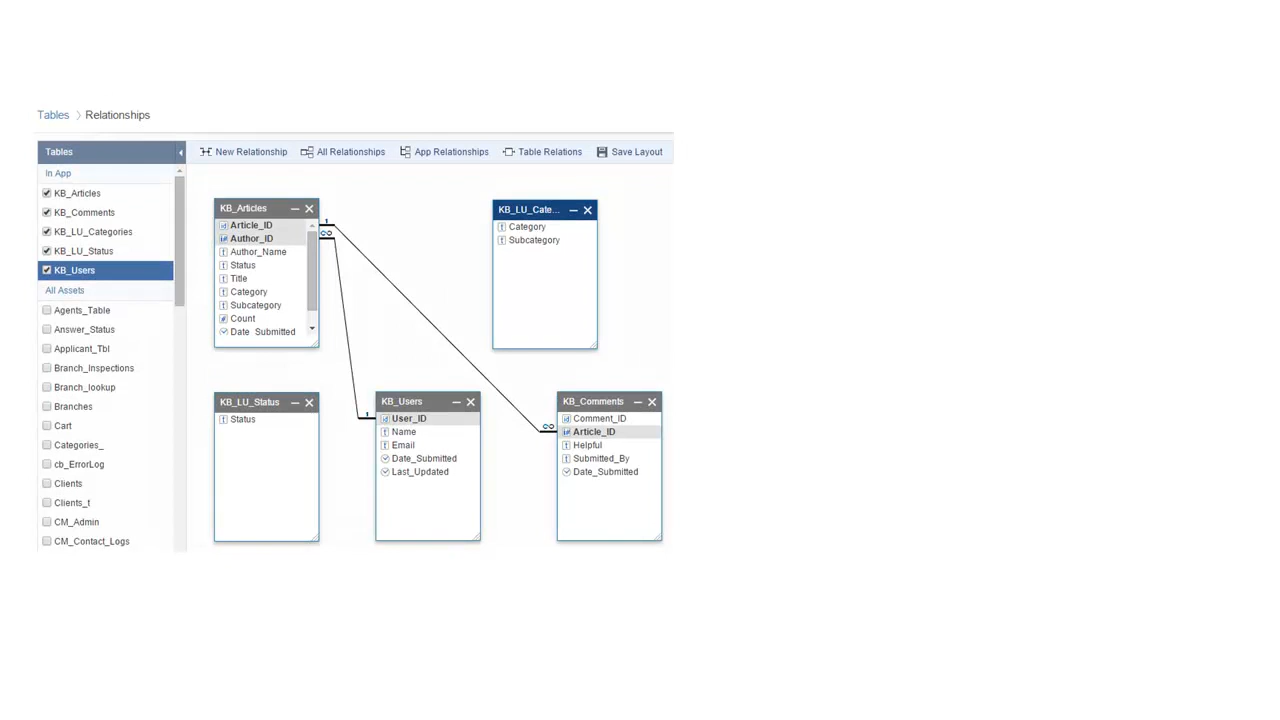 Tables › Relationships
Tables
New Relationship All Relationships App Relationships Table Relations Save Layout
In App
KB_Articles
KB_Comments
KB_LU_Categories
KB_LU_Status
KB_Users
All Assets
Agents_Table
Answer_Status
Applicant_Tbl
Branch_Inspections
Branch_lookup
Branches
Cart
Categories_
cb_ErrorLog
Clients
Clients_t
CM_Admin
CM_Contact_Logs
KB_Articles
Article_ID
Author_ID
Author_Name
Status
Title
Category
Subcategory
Count
Date_Submitted
1
∞
KB_LU_Cate...
Category
Subcategory
KB_LU_Status
Status
1
KB_Users
User_ID
Name
Email
Date_Submitted
Last_Updated
∞
KB_Comments
Comment_ID
Article_ID
Helpful
Submitted_By
Date_Submitted